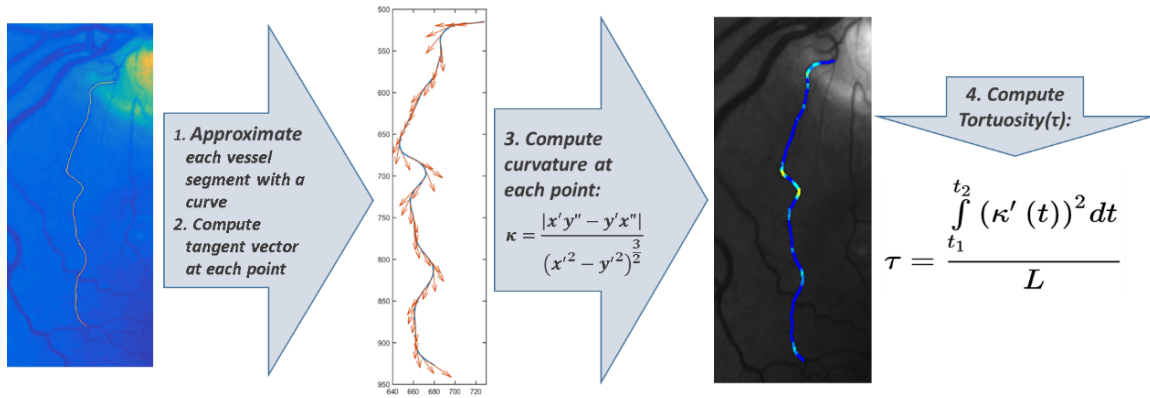 1. Approximate
each vessel
segment with a
curve
2. Compute
tangent vector
at each point
500
550
600
650
700
750
800
850
900
950
640 660 680 700 720
3. Compute
curvature at
each point:
κ = |x′y″ − y′x″| / (x′² − y′²)^(3/2)
4. Compute
Tortuosity(τ):
τ = ∫_{t₁}^{t₂} (κ′ (t))² dt / L